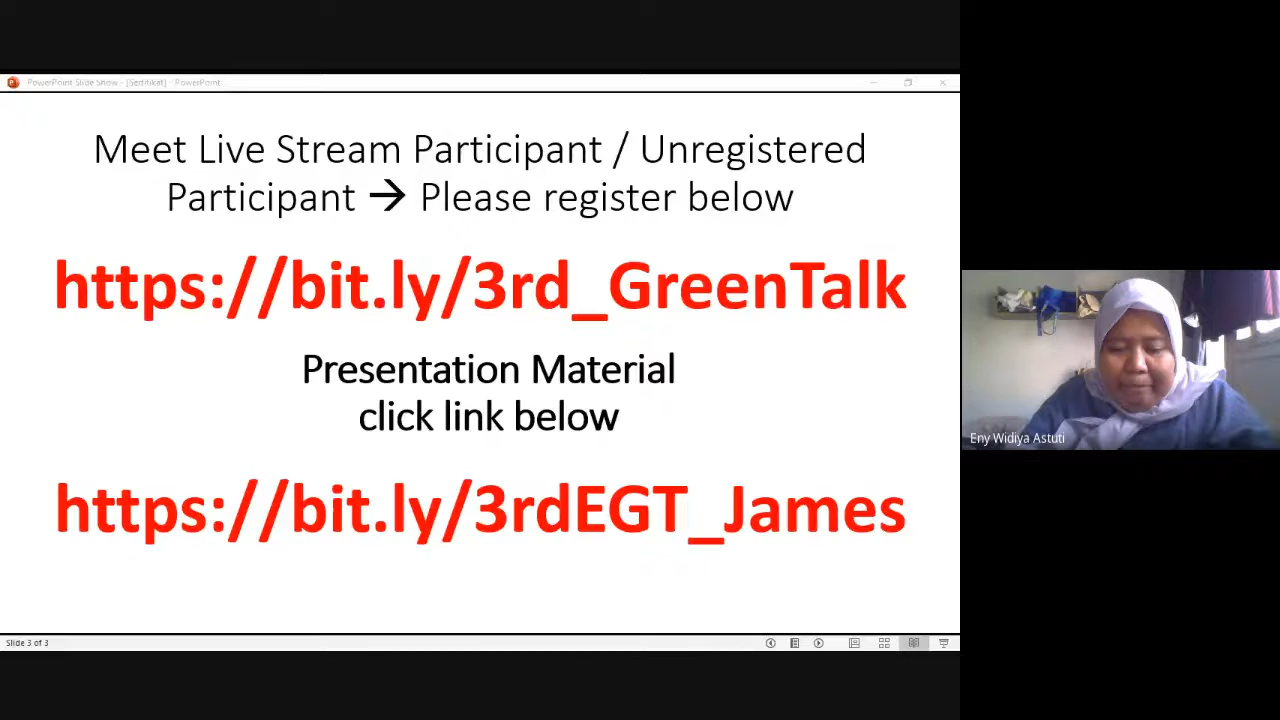 PowerPoint Slide Show - [Sertifikat] - PowerPoint
Meet Live Stream Participant / Unregistered
Participant → Please register below
https://bit.ly/3rd_GreenTalk
Presentation Material
click link below
https://bit.ly/3rdEGT_James
Eny Widiya Astuti
Slide 3 of 3